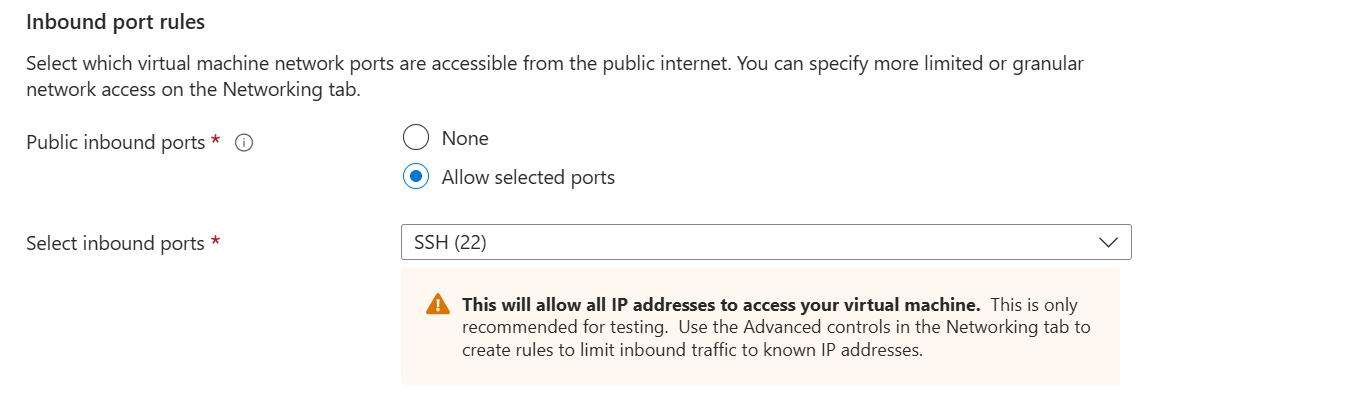 Inbound port rules
Select which virtual machine network ports are accessible from the public internet. You can specify more limited or granular
network access on the Networking tab.
Public inbound ports *
None
Allow selected ports
Select inbound ports *
SSH (22)
This will allow all IP addresses to access your virtual machine. This is only
recommended for testing. Use the Advanced controls in the Networking tab to
create rules to limit inbound traffic to known IP addresses.